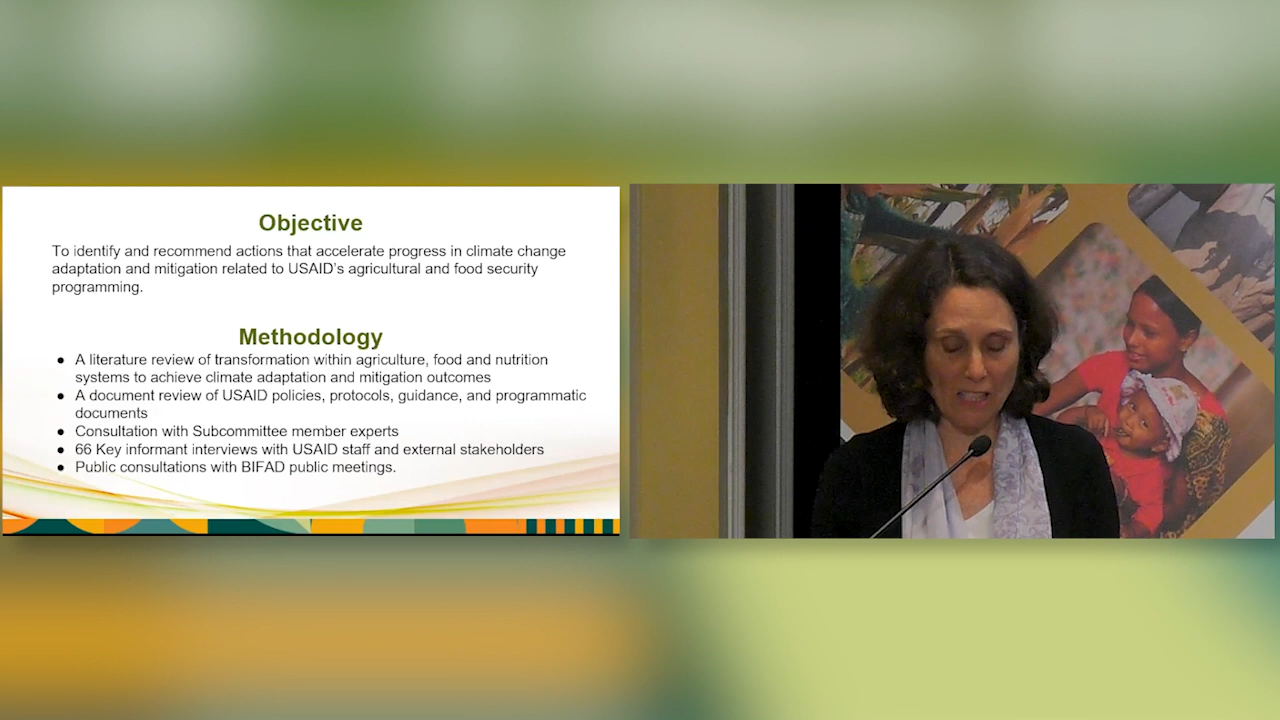 Objective
To identify and recommend actions that accelerate progress in climate change
adaptation and mitigation related to USAID's agricultural and food security
programming.
Methodology
● A literature review of transformation within agriculture, food and nutrition
systems to achieve climate adaptation and mitigation outcomes
● A document review of USAID policies, protocols, guidance, and programmatic
documents
● Consultation with Subcommittee member experts
● 66 Key informant interviews with USAID staff and external stakeholders
● Public consultations with BIFAD public meetings.